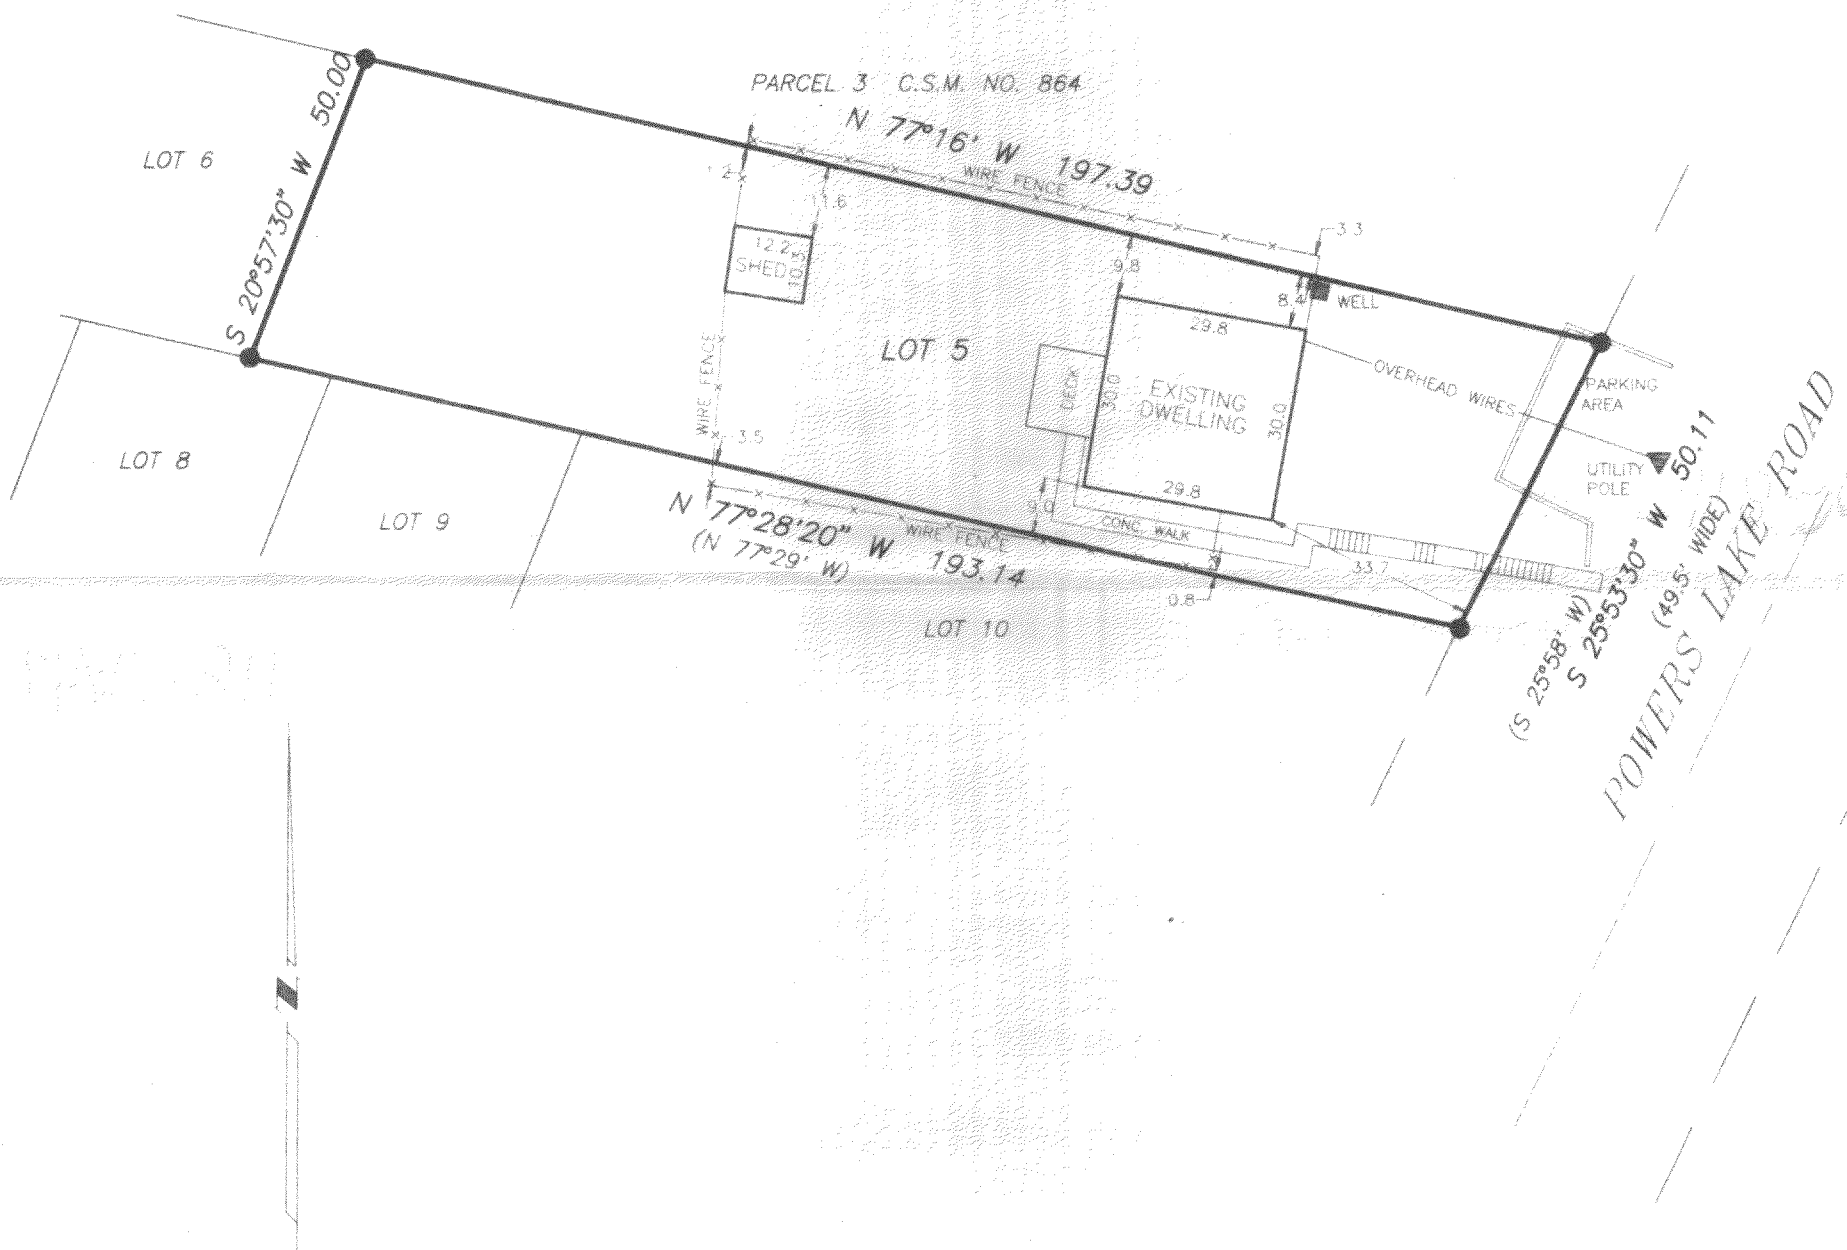 PARCEL 3 C.S.M. NO. 864
N 77°16' W 197.39
WIRE FENCE
LOT 6
S 20°57'30" W 50.00
1.6
3.3
12.2
10.3
SHED
9.8
8.4
WELL
29.8
LOT 5
OVERHEAD WIRES
PARKING
AREA
DECK
30.0
EXISTING
DWELLING
30.0
WIRE FENCE
3.5
LOT 8
LOT 9
UTILITY
POLE
29.8
9.0
CONC. WALK
N 77°28'20" W 193.14
(N 77°29' W)
WIRE FENCE
33.7
0.8
LOT 10
(S 25°58' W)
S 25°53'30" W 50.11
(49.5' WIDE)
POWERS LAKE ROAD
N